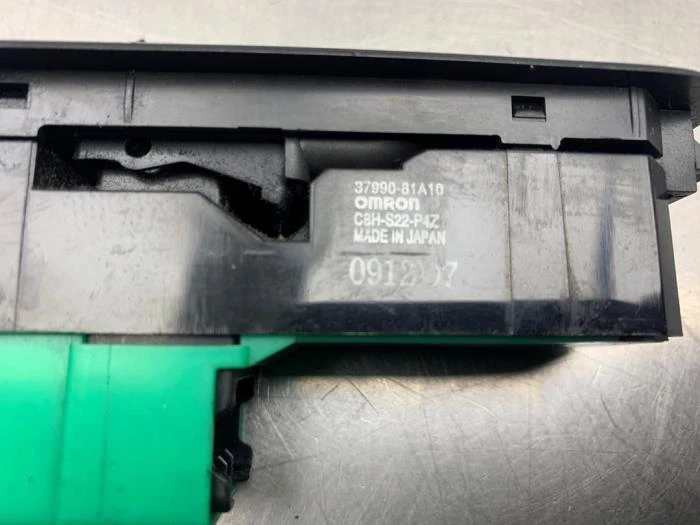 37990-81A10
OMRON
C8H-S22-P4Z
MADE IN JAPAN